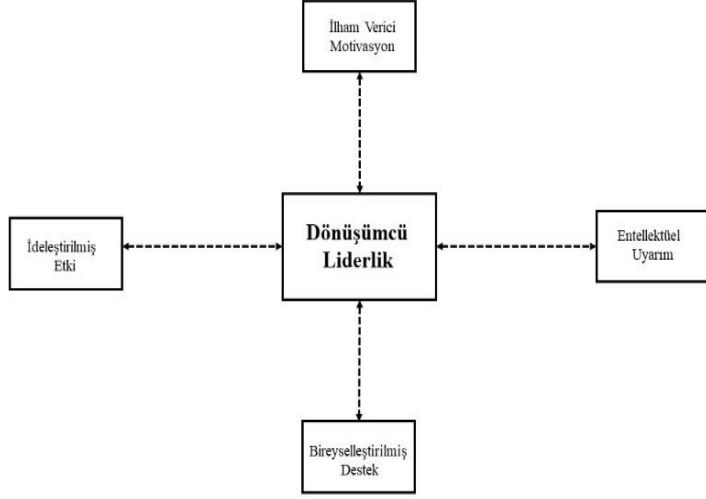 İlham Verici
Motivasyon
Dönüşümcü
Liderlik
İdeleştirilmiş
Etki
Entellektüel
Uyarım
Bireyselleştirilmiş
Destek